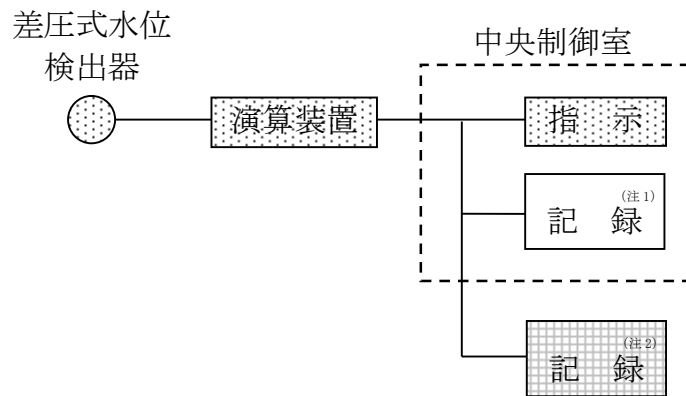 差圧式水位
検出器
中央制御室
演算装置
指 示
(注1)
記 録
(注2)
記 録